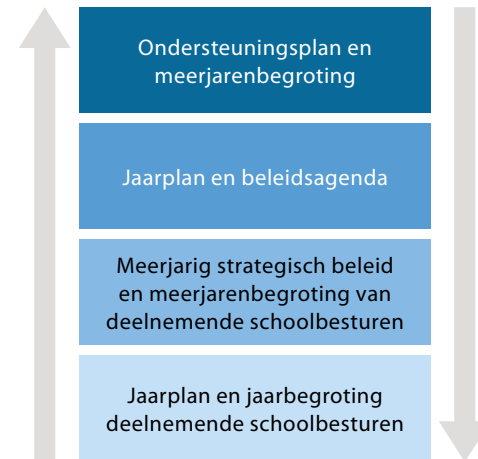 Ondersteuningsplan en
meerjarenbegroting
Jaarplan en beleidsagenda
Meerjarig strategisch beleid
en meerjarenbegroting van
deelnemende schoolbesturen
Jaarplan en jaarbegroting
deelnemende schoolbesturen